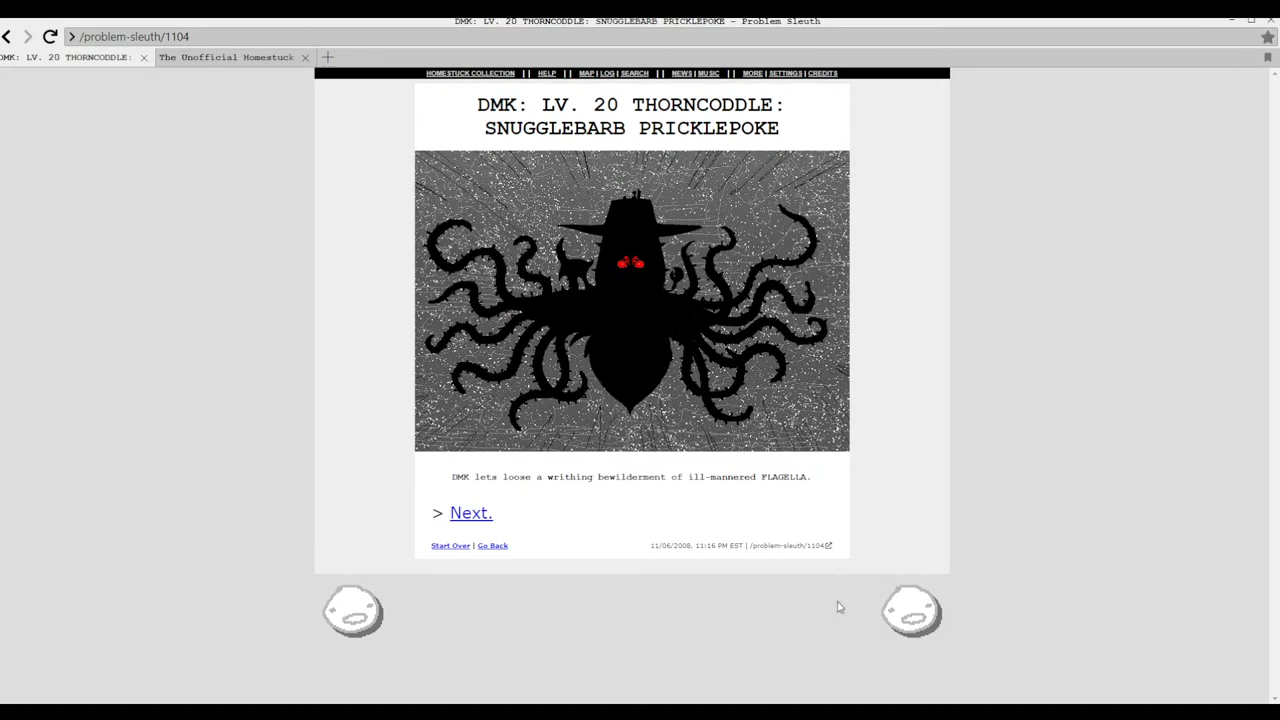 DMK: LV. 20 THORNCODDLE: SNUGGLEBARB PRICKLEPOKE - Problem Sleuth
/problem-sleuth/1104
DMK: LV. 20 THORNCODDLE: The Unofficial Homestuck
HOMESTUCK COLLECTION || HELP || MAP | LOG | SEARCH || NEWS | MUSIC || MORE | SETTINGS | CREDITS
DMK: LV. 20 THORNCODDLE:
SNUGGLEBARB PRICKLEPOKE
DMK lets loose a writhing bewilderment of ill-mannered FLAGELLA.
> Next.
Start Over | Go Back 11/06/2008, 11:16 PM EST | /problem-sleuth/1104